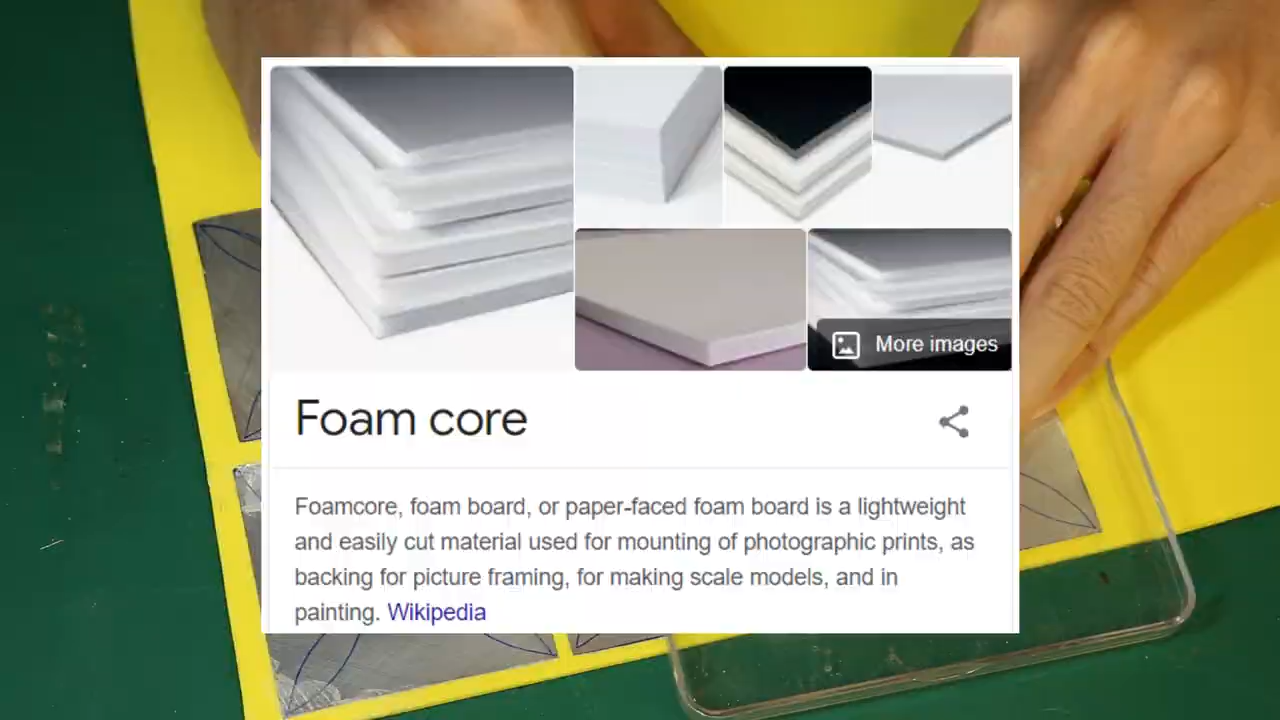 More images
Foam core
Foamcore, foam board, or paper-faced foam board is a lightweight
and easily cut material used for mounting of photographic prints, as
backing for picture framing, for making scale models, and in
painting. Wikipedia